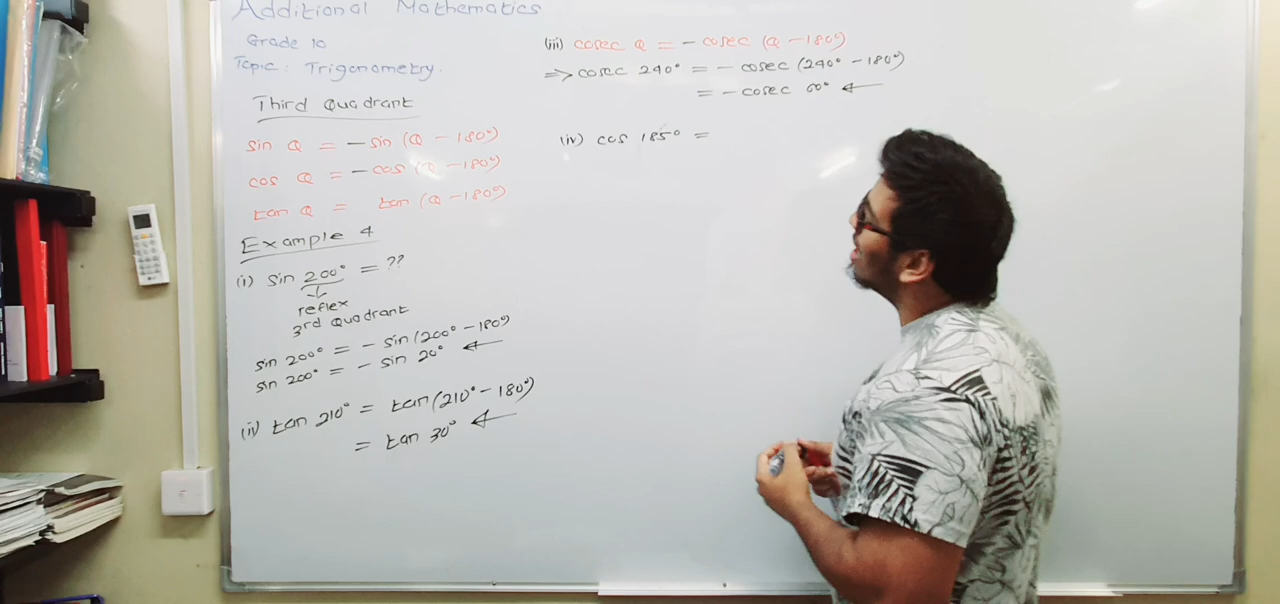 Additional Mathematics
Grade 10
Topic: Trigonometry.
Third Quadrant
sin Q = -sin (Q - 180°)
cos Q = -cos (Q - 180°)
tan Q = tan (Q - 180°)
Example 4
(i) sin 200° = ??
reflex
3rd Quadrant
sin 200° = - sin (200° - 180°)
sin 200° = - sin 20° ←
(ii) tan 210° = tan (210° - 180°)
= tan 30° ←
(iii) cosec Q = - cosec (Q - 180°)
=> cosec 240° = - cosec (240° - 180°)
= - cosec 60° ←
(iv) cos 185° =